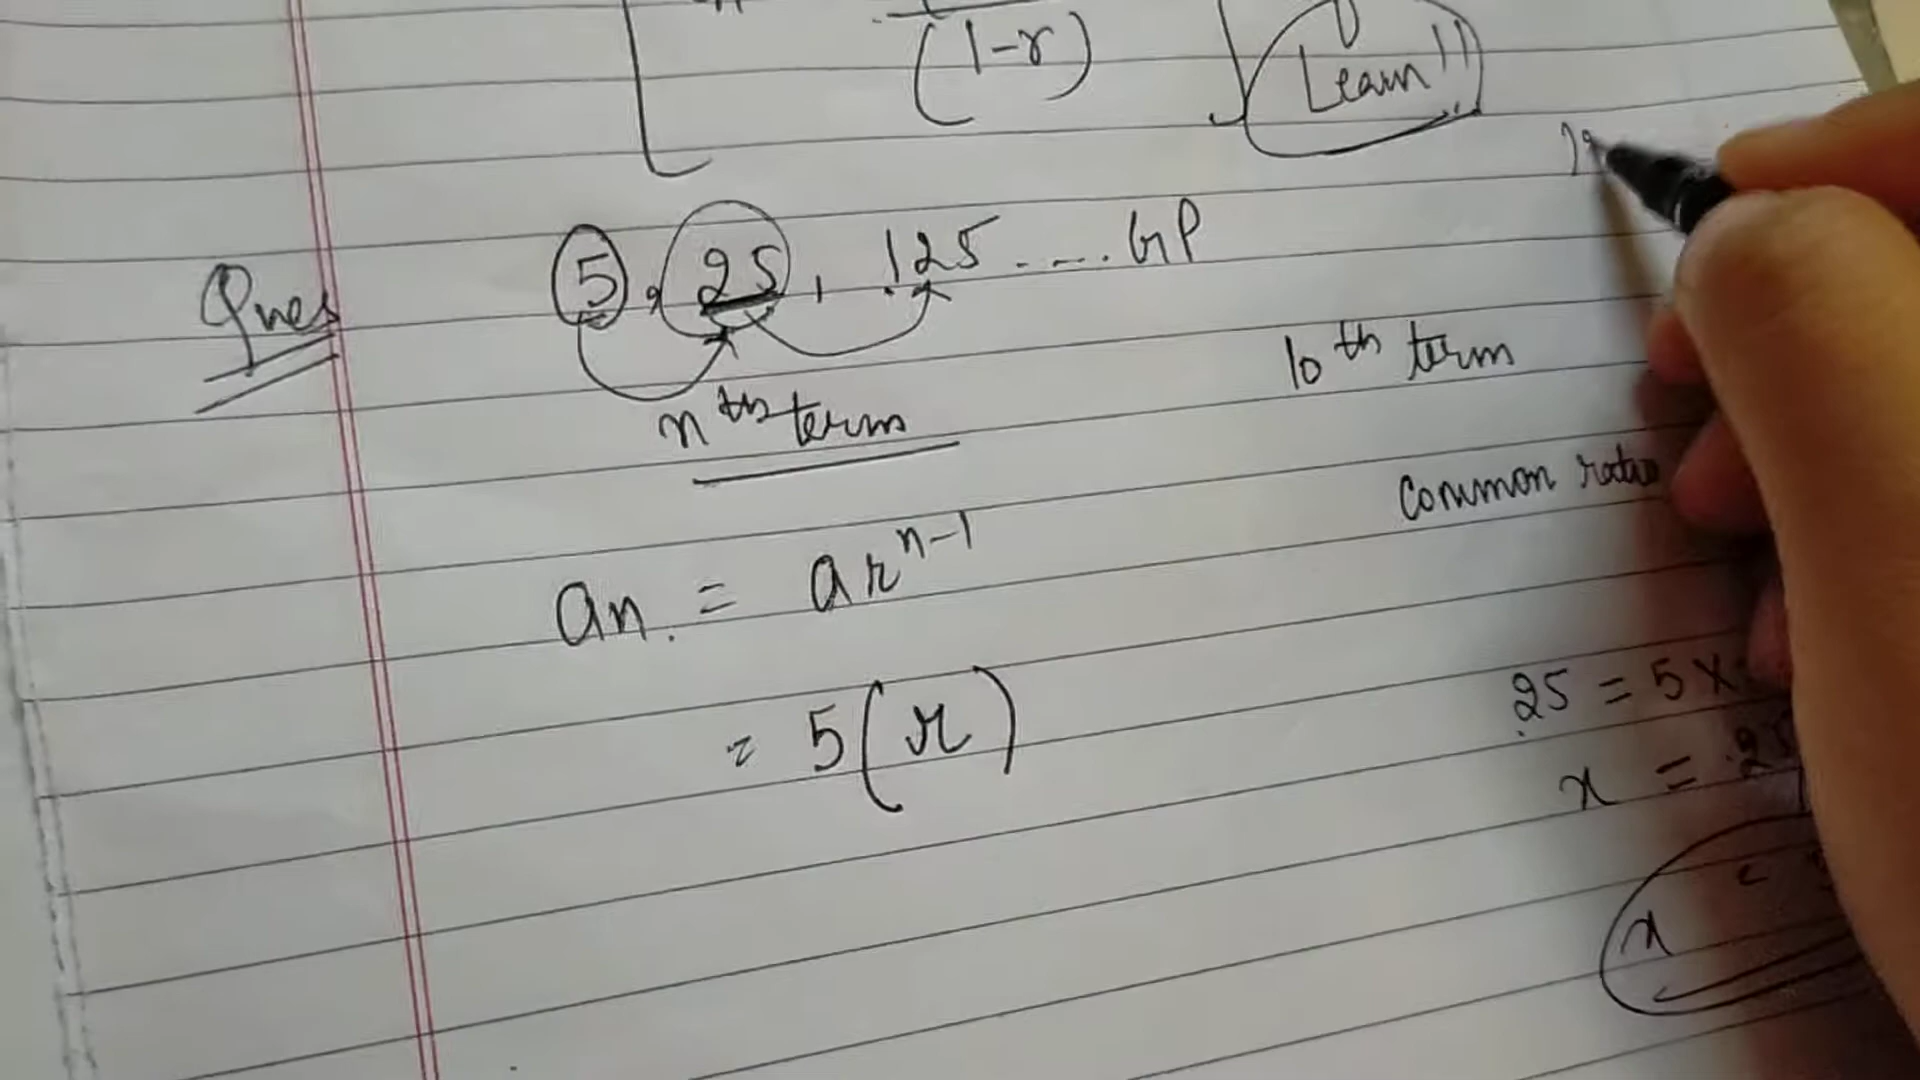 (1-r)
Learn!!
Ques 5, 25, 125 .... GP
10th term
nth term
Common ratio
an = ar^n-1
25 = 5 x
= 5(r)
x = 25
x